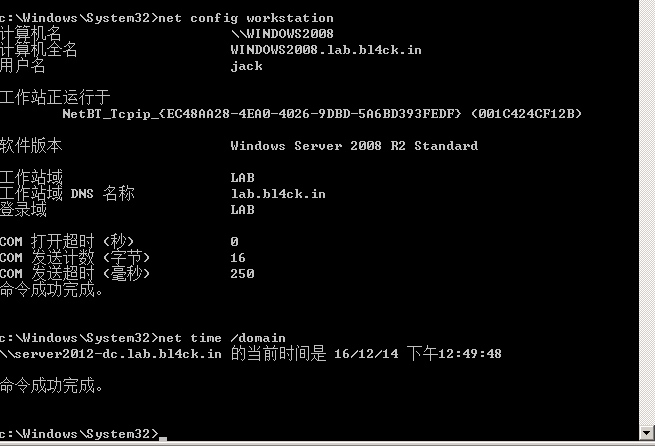 c:\Windows\System32>net config workstation
计算机名 \\WINDOWS2008
计算机全名 WINDOWS2008.lab.bl4ck.in
用户名 jack
工作站正运行于
NetBT_Tcpip_{EC48AA28-4EA0-4026-9DBD-5A6BD393FEDF} (001C424CF12B)
软件版本 Windows Server 2008 R2 Standard
工作站域 LAB
工作站域 DNS 名称 lab.bl4ck.in
登录域 LAB
COM 打开超时 (秒) 0
COM 发送计数 (字节) 16
COM 发送超时 (毫秒) 250
命令成功完成。
c:\Windows\System32>net time /domain
\\server2012-dc.lab.bl4ck.in 的当前时间是 16/12/14 下午12:49:48
命令成功完成。
c:\Windows\System32>